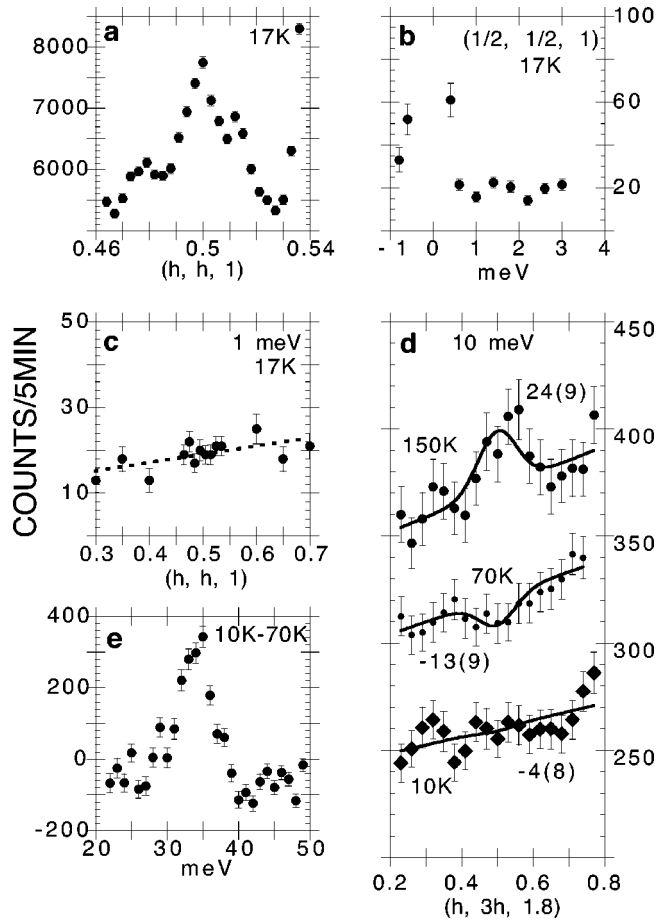 COUNTS/5MIN
a
17K
8000
7000
6000
0.46
0.5
0.54
(h, h, 1)
b
(1/2, 1/2, 1)
17K
100
60
20
-1
0
1
2
3
4
meV
c
1 meV
17K
50
30
10
0.3
0.4
0.5
0.6
0.7
(h, h, 1)
d
10 meV
24(9)
150K
70K
-13(9)
10K
-4(8)
450
400
350
300
250
0.2
0.4
0.6
0.8
(h, 3h, 1.8)
e
10K-70K
400
200
0
-200
20
30
40
50
meV